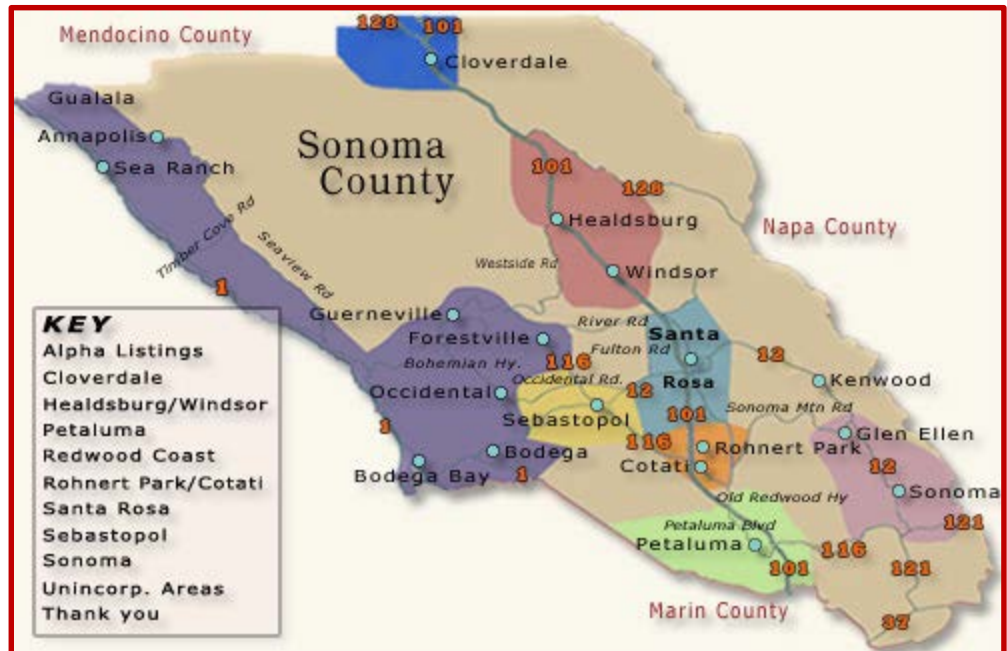 Mendocino County
128
101
Cloverdale
Gualala
Annapolis
Sea Ranch
Sonoma
County
101
128
Healdsburg
Napa County
Timber Cove Rd
Seaview Rd
Westside Rd
Windsor
1
Guerneville
River Rd
Santa
Forestville
Fulton Rd
Bohemian Hy.
116
12
Rosa
Kenwood
Occidental
Occidental Rd.
12
Sebastopol
101
Sonoma Mtn Rd
1
116
Rohnert Park
Glen Ellen
Bodega
Cotati
12
Bodega Bay
1
Old Redwood Hy
Sonoma
Petaluma Blvd
121
Petaluma
116
101
121
Marin County
37
KEY
Alpha Listings
Cloverdale
Healdsburg/Windsor
Petaluma
Redwood Coast
Rohnert Park/Cotati
Santa Rosa
Sebastopol
Sonoma
Unincorp. Areas
Thank you